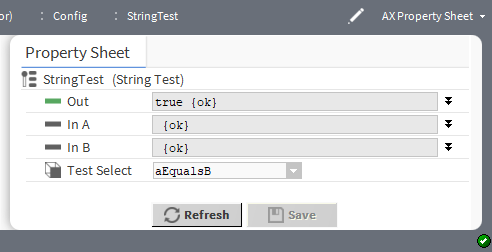 or) : Config : StringTest AX Property Sheet
Property Sheet
StringTest (String Test)
Out true {ok}
In A {ok}
In B {ok}
Test Select aEqualsB
Refresh Save